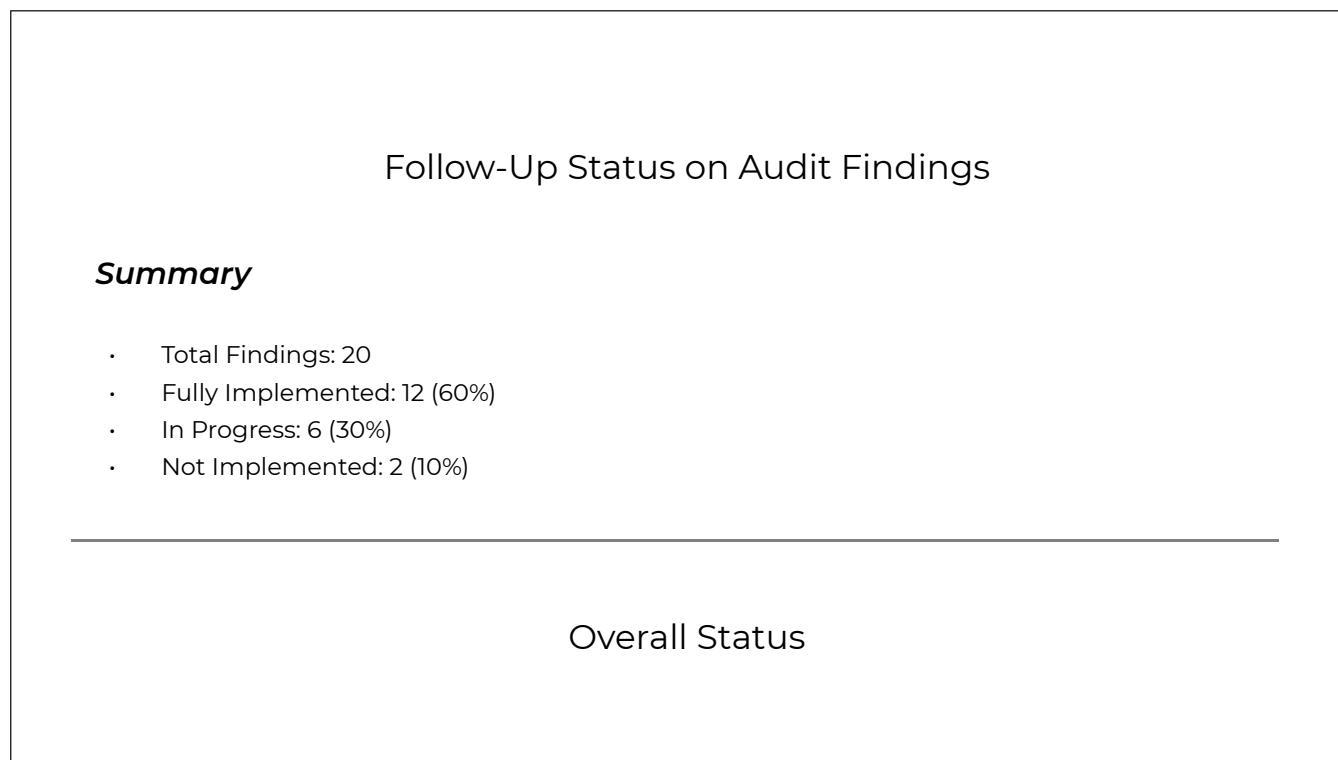 Follow-Up Status on Audit Findings
Summary
• Total Findings: 20
• Fully Implemented: 12 (60%)
• In Progress: 6 (30%)
• Not Implemented: 2 (10%)
Overall Status